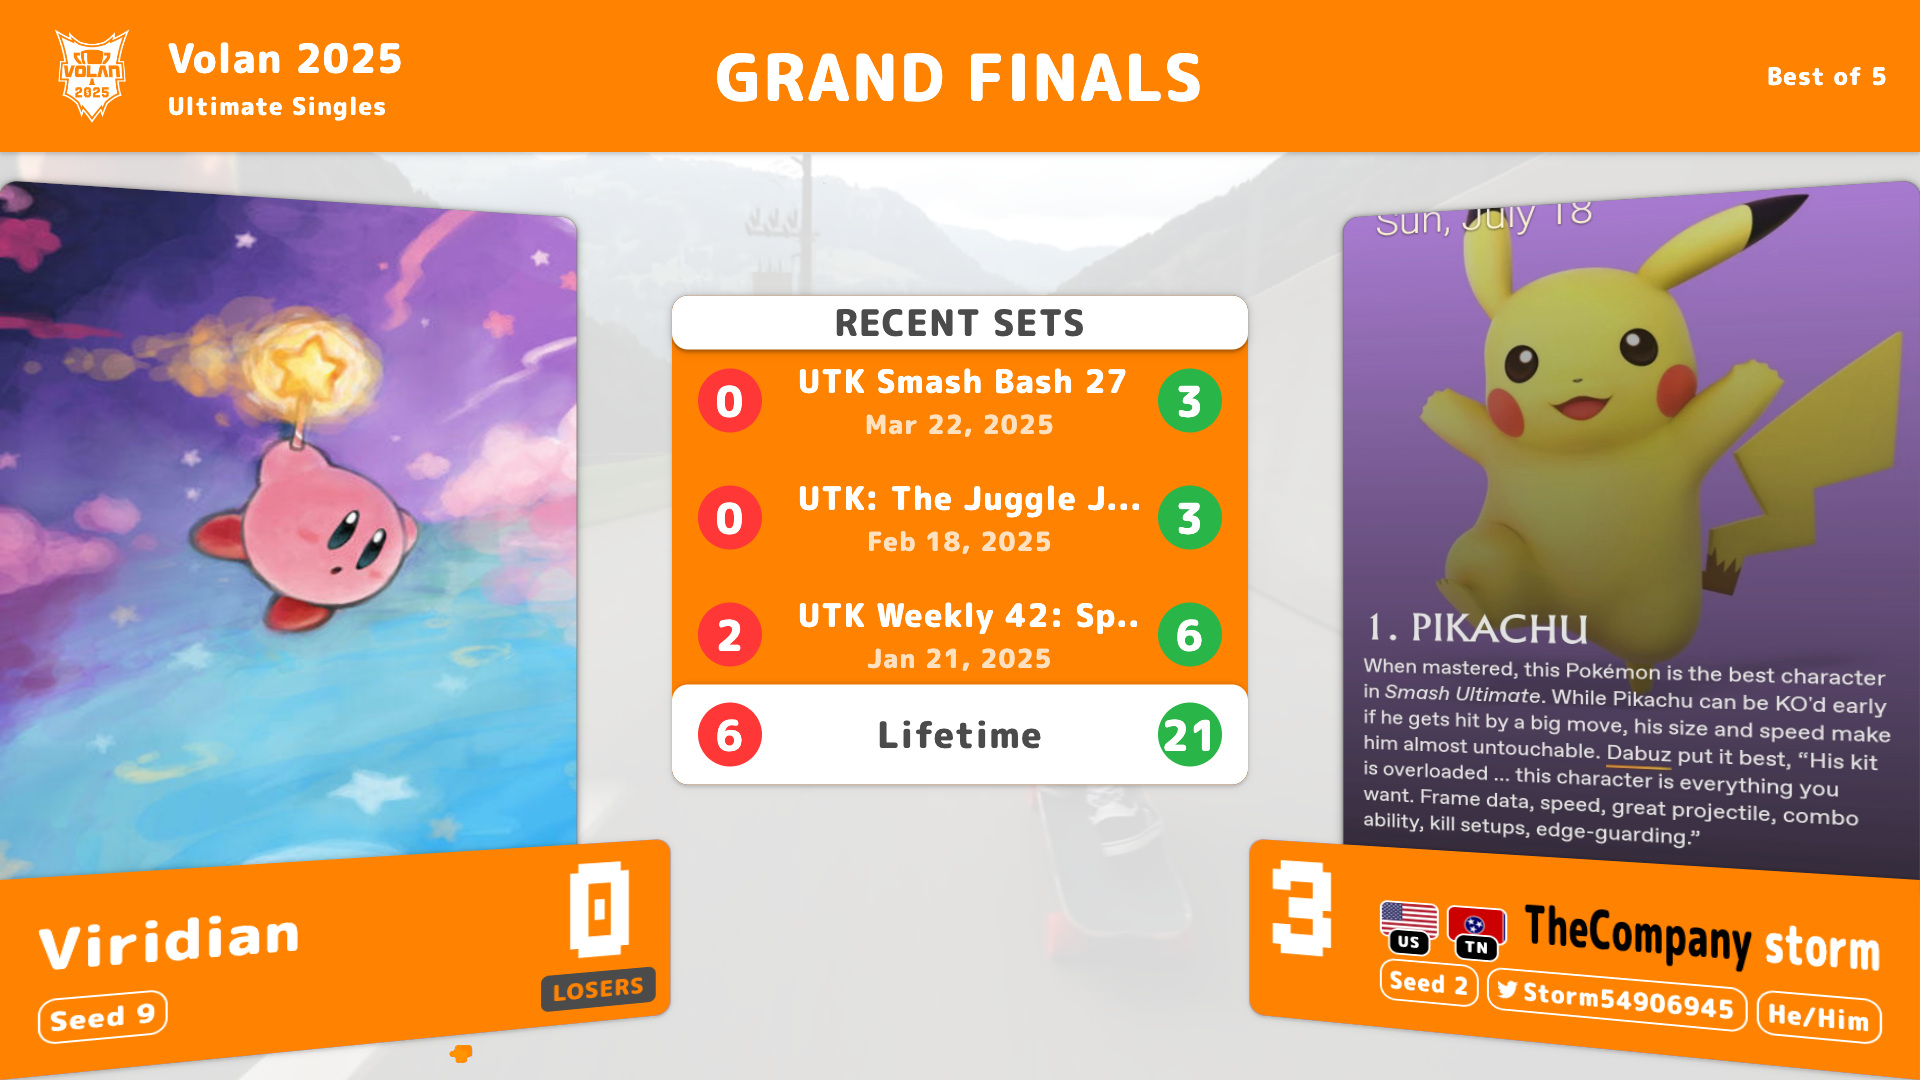 VOLAN
2025
Volan 2025
Ultimate Singles
GRAND FINALS
Best of 5
RECENT SETS
0 UTK Smash Bash 27 3
Mar 22, 2025
0 UTK: The Juggle J... 3
Feb 18, 2025
2 UTK Weekly 42: Sp.. 6
Jan 21, 2025
6 Lifetime 21
Viridian
0
LOSERS
Seed 9
Sun, July 18
1. PIKACHU
When mastered, this Pokémon is the best character
in Smash Ultimate. While Pikachu can be KO'd early
if he gets hit by a big move, his size and speed make
him almost untouchable. Dabuz put it best, “His kit
is overloaded ... this character is everything you
want. Frame data, speed, great projectile, combo
ability, kill setups, edge-guarding.”
3
US TN TheCompany storm
Seed 2 Storm54906945 He/Him